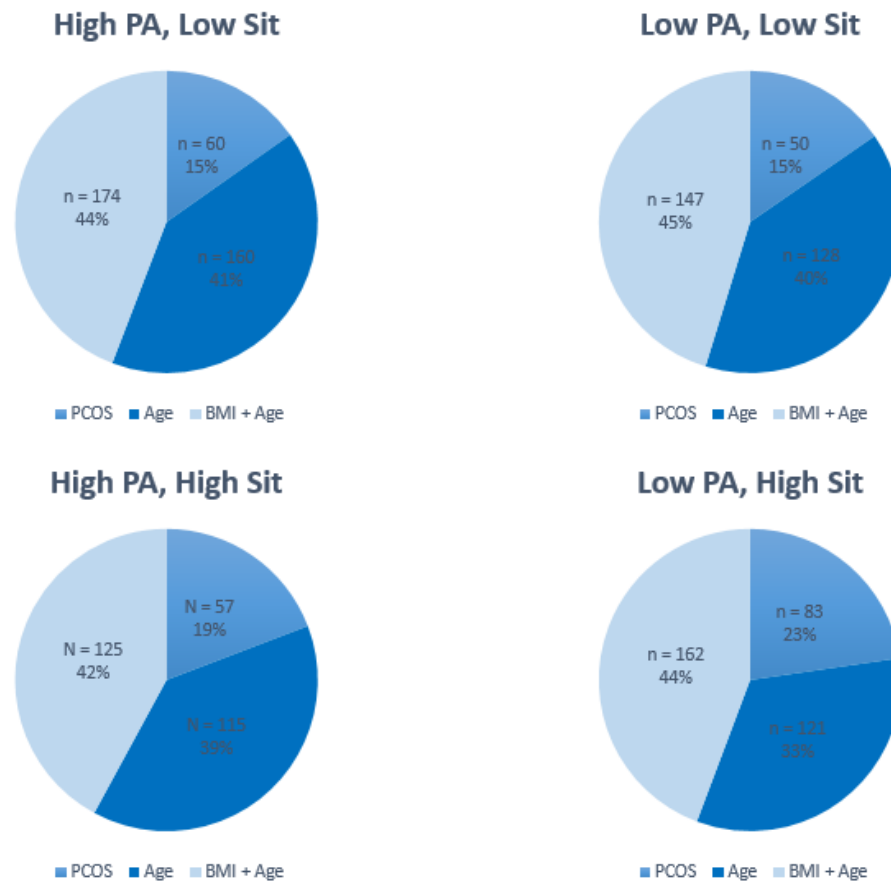 High PA, Low Sit
n = 60
15%
n = 174
44%
n = 160
41%
PCOS Age BMI + Age
Low PA, Low Sit
n = 50
15%
n = 147
45%
n = 128
40%
PCOS Age BMI + Age
High PA, High Sit
N = 57
19%
N = 125
42%
N = 115
39%
PCOS Age BMI + Age
Low PA, High Sit
n = 83
23%
n = 162
44%
n = 121
33%
PCOS Age BMI + Age